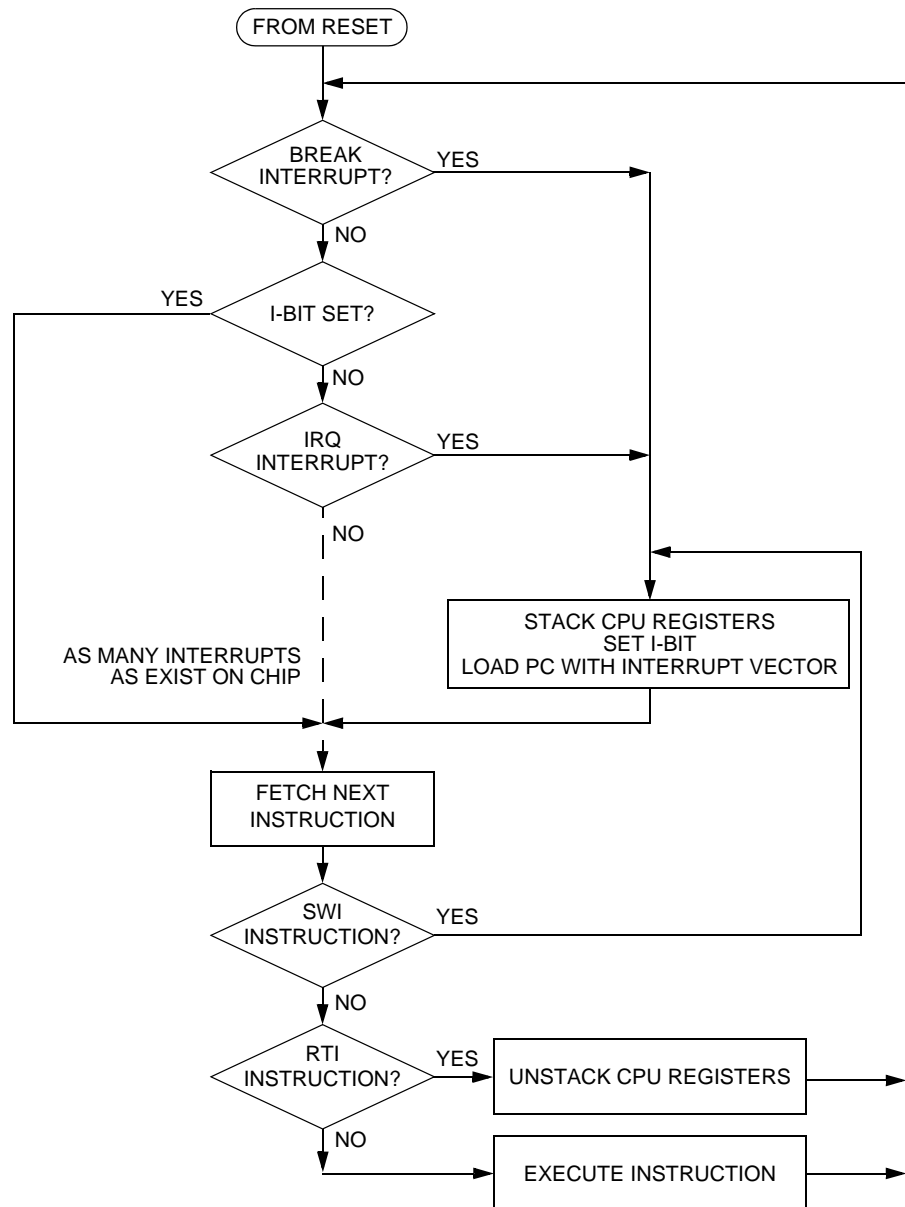 FROM RESET
BREAK
INTERRUPT?
YES
NO
YES
I-BIT SET?
NO
IRQ
INTERRUPT?
YES
NO
STACK CPU REGISTERS
SET I-BIT
LOAD PC WITH INTERRUPT VECTOR
AS MANY INTERRUPTS
AS EXIST ON CHIP
FETCH NEXT
INSTRUCTION
SWI
INSTRUCTION?
YES
NO
RTI
INSTRUCTION?
YES
UNSTACK CPU REGISTERS
NO
EXECUTE INSTRUCTION